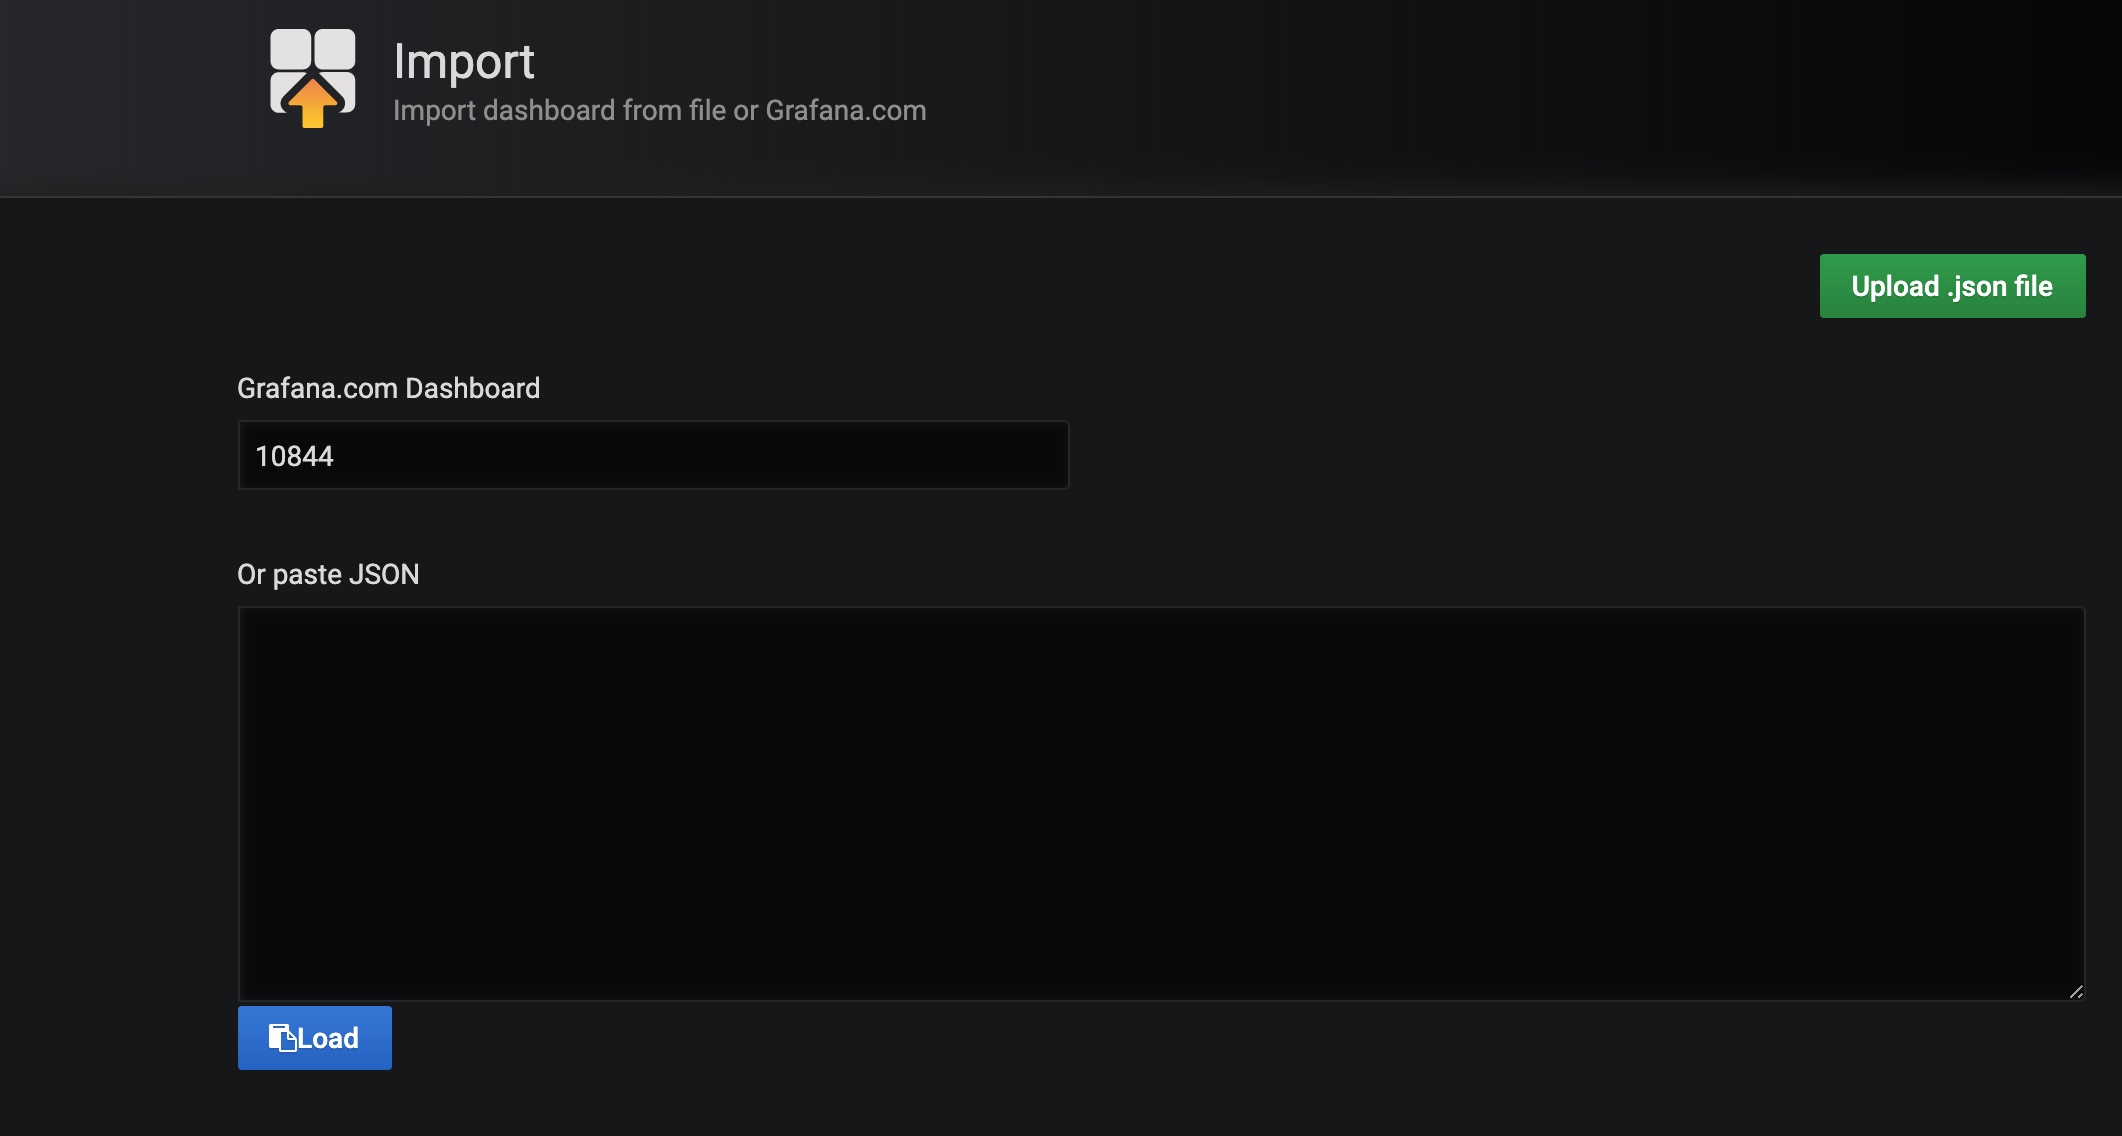 Import
Import dashboard from file or Grafana.com
Upload .json file
Grafana.com Dashboard
10844
Or paste JSON
Load